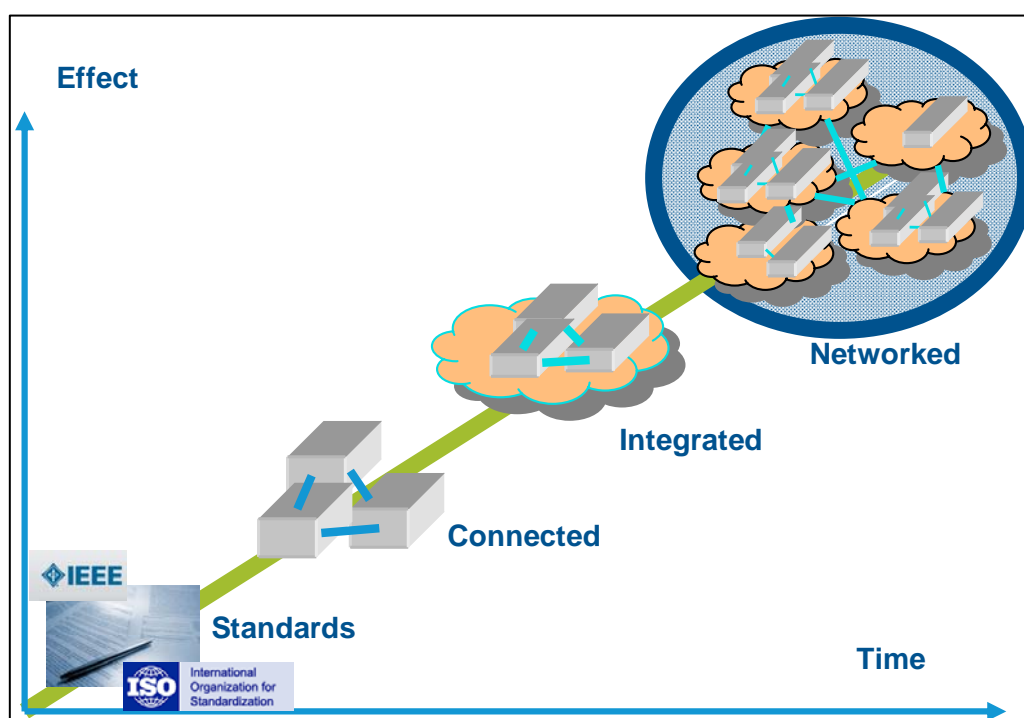 Effect
Networked
Integrated
Connected
IEEE
Standards
Time
ISO
International
Organization for
Standardization